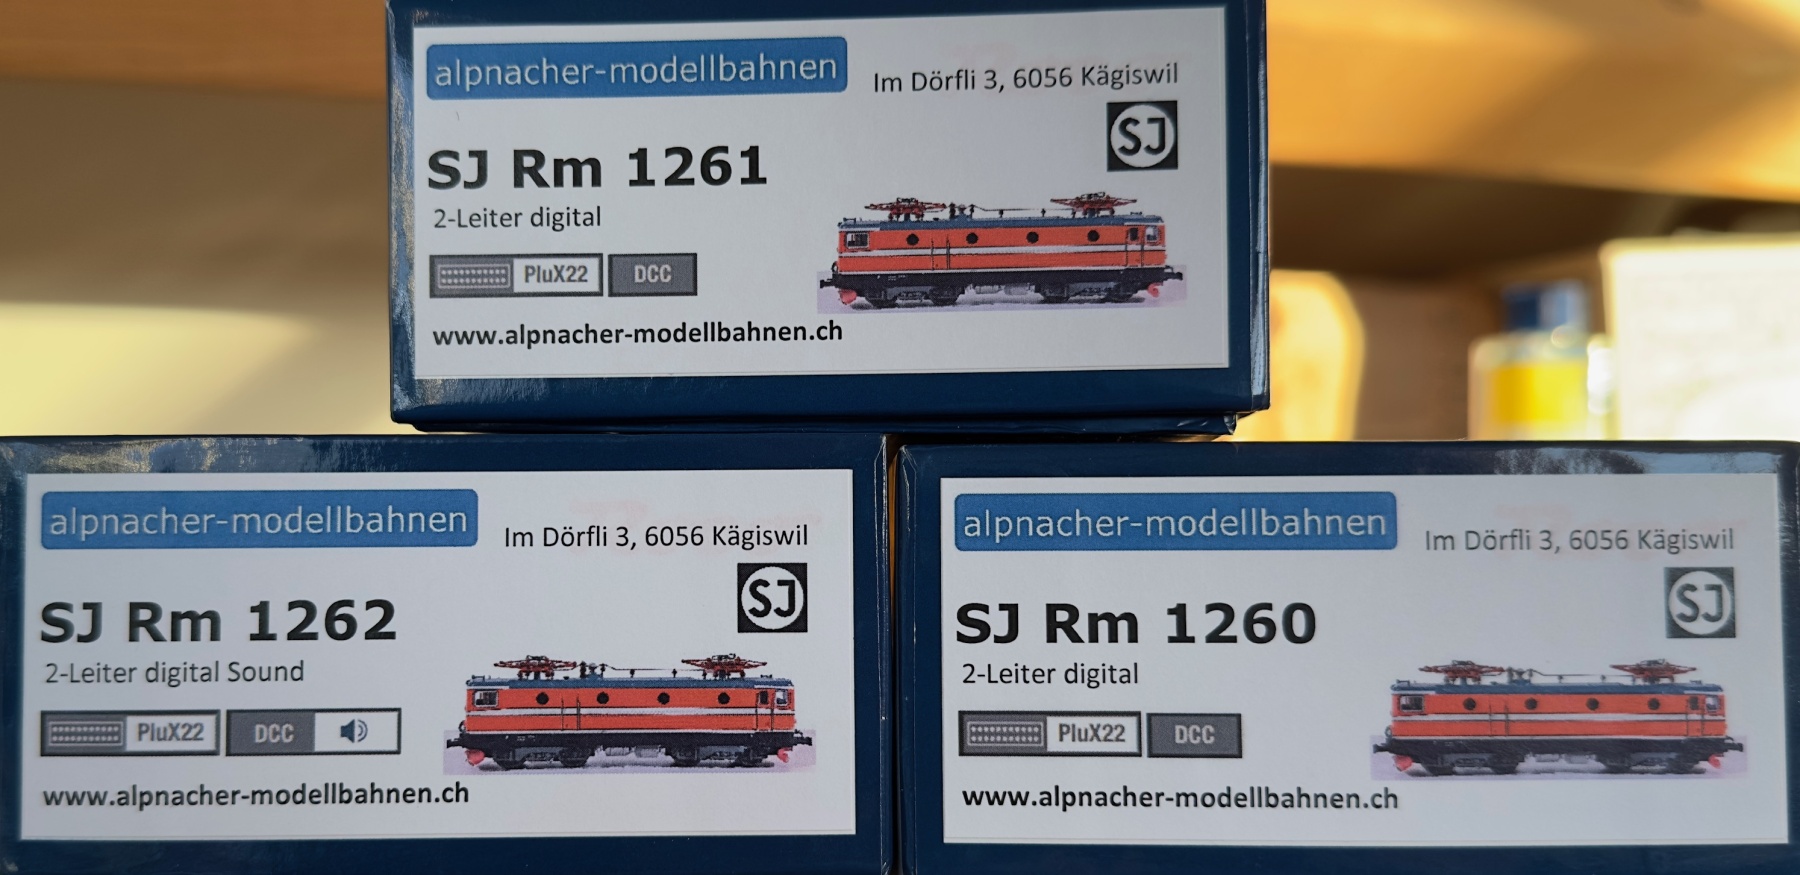 alpnacher-modellbahnen
Im Dörfli 3, 6056 Kägiswil
SJ
SJ Rm 1261
2-Leiter digital
PluX22 DCC
www.alpnacher-modellbahnen.ch
alpnacher-modellbahnen
Im Dörfli 3, 6056 Kägiswil
SJ
SJ Rm 1262
2-Leiter digital Sound
PluX22 DCC
www.alpnacher-modellbahnen.ch
alpnacher-modellbahnen
Im Dörfli 3, 6056 Kägiswil
SJ
SJ Rm 1260
2-Leiter digital
PluX22 DCC
www.alpnacher-modellbahnen.ch